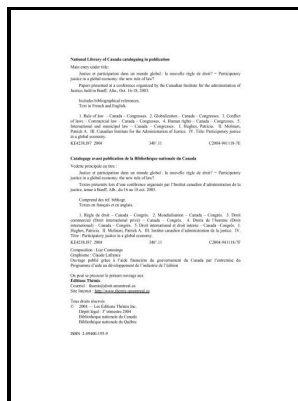 National Library of Canada cataloguing in publication
Main entry under title:
Justice et participation dans un monde global : la nouvelle règle de droit? – Participatory
justice in a global economy: the new rule of law?
Papers presented at a conference organized by the Canadian Institute for the administration of
Justice, held in Banff, Alta., Oct. 16-18, 2003.
Includes bibliographical references.
Text in French and English.
1. Rule of law – Canada – Congresses. 2. Globalization – Canada – Congresses. 3. Conflict
of laws – Commercial law – Canada – Congresses. 4. Human rights – Canada – Congresses. 5.
International and municipal law – Canada – Congresses. I. Hughes, Patricia. II. Molinari,
Patrick A. III. Canadian Institute for the Administration of Justice. IV. Title: Participatory justice
in a global economy.
KE4218.J87 2004 340'.11 C2004-941118-7E
Catalogage avant publication de la Bibliothèque nationale du Canada
Vedette principale au titre :
Justice et participation dans un monde global : la nouvelle règle de droit? – Participatory
justice in a global economy: the new rule of law?
Textes présentés lors d'une conférence organisée par l'Institut canadien d'administration de la
justice, tenue à Banff, Alb., du 16 au 18 oct. 2003.
Comprend des réf. bibliogr.
Textes en français et en anglais.
1. Règle de droit – Canada – Congrès. 2. Mondialisation – Canada – Congrès. 3. Droit
commercial (Droit international privé) – Canada – Congrès. 4. Droits de l'homme (Droit
international) – Canada – Congrès. 5. Droit international et droit interne – Canada – Congrès. I.
Hughes, Patricia. II. Molinari, Patrick A. III. Institut canadien d'administration de la justice. IV.
Titre : Participatory justice in a global economy.
KE4218.J87 2004 340'.11 C2004-941118-7F
Composition : Lise Cummings
Graphisme : Claude Lafrance
Ouvrage publié grâce à l'aide financière du gouvernement du Canada par l'entremise du
Programme d'aide au développement de l'industrie de l'édition
On peut se procurer le présent ouvrage aux:
Éditions Thémis
Courriel : themis@droit.umontreal.ca
Site Internet : http://www.themis.umontreal.ca
Tous droits réservés
© 2004 – Les Éditions Thémis Inc.
Dépôt légal : 3e trimestre 2004
Bibliothèque nationale du Canada
Bibliothèque nationale du Québec
ISBN 2-89400-195-9